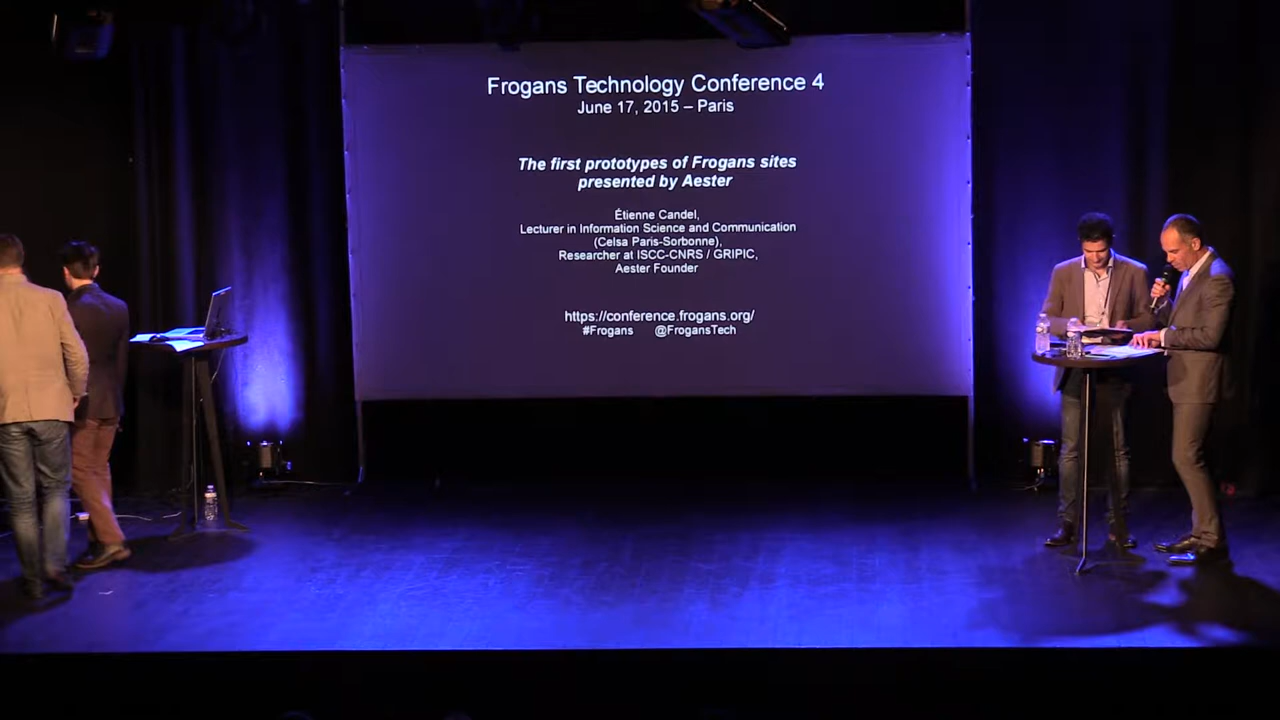 Frogans Technology Conference 4
June 17, 2015 – Paris
The first prototypes of Frogans sites
presented by Aester
Étienne Candel,
Lecturer in Information Science and Communication
(Celsa Paris-Sorbonne),
Researcher at ISCC-CNRS / GRIPIC,
Aester Founder
https://conference.frogans.org/
#Frogans @FrogansTech